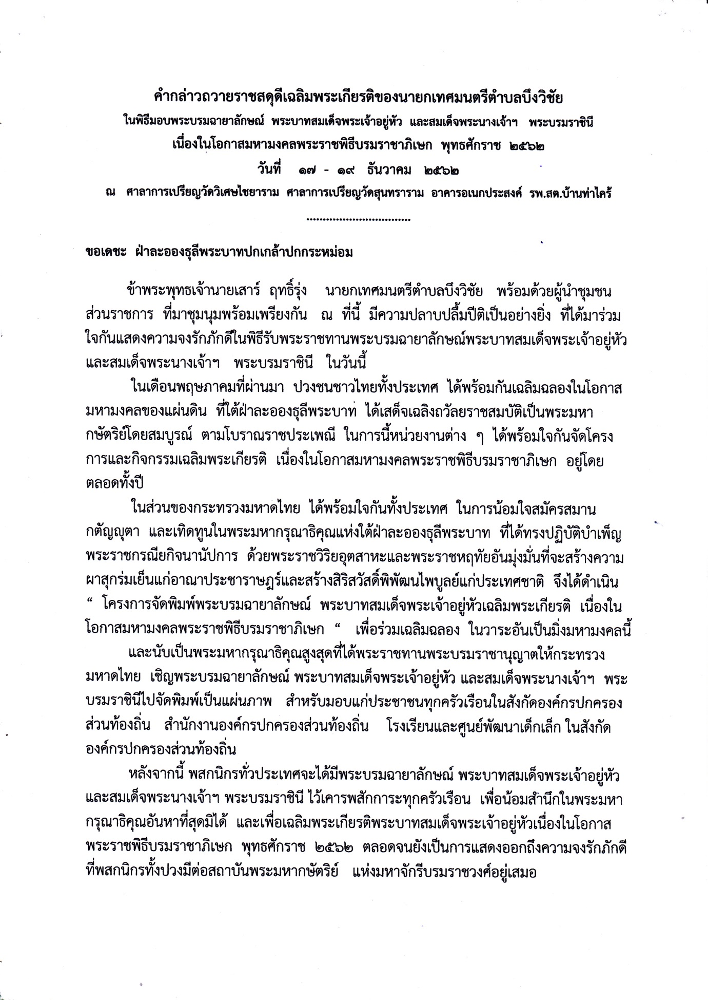 คำกล่าวถวายราชสดุดีเฉลิมพระเกียรติของนายกเทศมนตรีตำบลบึงวิชัย
ในพิธีมอบพระบรมฉายาลักษณ์ พระบาทสมเด็จพระเจ้าอยู่หัว และสมเด็จพระนางเจ้าฯ พระบรมราชินี
เนื่องในโอกาสมหามงคลพระราชพิธีบรมราชาภิเษก พุทธศักราช ๒๕๖๒
วันที่ ๑๗ - ๑๙ ธันวาคม ๒๕๖๒
ณ ศาลาการเปรียญวัดวิเศษไชยาราม ศาลาการเปรียญวัดสุนทราราม อาคารอเนกประสงค์ รพ.สต.บ้านท่าไคร้
................................
ขอเดชะ ฝ่าละอองธุลีพระบาทปกเกล้าปกกระหม่อม
ข้าพระพุทธเจ้านายเสาร์ ฤทธิ์รุ่ง นายกเทศมนตรีตำบลบึงวิชัย พร้อมด้วยผู้นำชุมชน
ส่วนราชการ ที่มาชุมนุมพร้อมเพรียงกัน ณ ที่นี้ มีความปลาบปลื้มปีติเป็นอย่างยิ่ง ที่ได้มาร่วม
ใจกันแสดงความจงรักภักดีในพิธีรับพระราชทานพระบรมฉายาลักษณ์พระบาทสมเด็จพระเจ้าอยู่หัว
และสมเด็จพระนางเจ้าฯ พระบรมราชินี ในวันนี้
ในเดือนพฤษภาคมที่ผ่านมา ปวงชนชาวไทยทั้งประเทศ ได้พร้อมกันเฉลิมฉลองในโอกาส
มหามงคลของแผ่นดิน ที่ใต้ฝ่าละอองธุลีพระบาท ได้เสด็จเฉลิงถวัลยราชสมบัติเป็นพระมหา
กษัตริย์โดยสมบูรณ์ ตามโบราณราชประเพณี ในการนี้หน่วยงานต่าง ๆ ได้พร้อมใจกันจัดโครง
การและกิจกรรมเฉลิมพระเกียรติ เนื่องในโอกาสมหามงคลพระราชพิธีบรมราชาภิเษก อยู่โดย
ตลอดทั้งปี
ในส่วนของกระทรวงมหาดไทย ได้พร้อมใจกันทั้งประเทศ ในการน้อมใจสมัครสมาน
กตัญญุตา และเทิดทูนในพระมหากรุณาธิคุณแห่งใต้ฝ่าละอองธุลีพระบาท ที่ได้ทรงปฏิบัติบำเพ็ญ
พระราชกรณียกิจนานัปการ ด้วยพระราชวิริยอุตสาหะและพระราชหฤทัยอันมุ่งมั่นที่จะสร้างความ
ผาสุกร่มเย็นแก่อาณาประชาราษฎร์และสร้างสิริสวัสดิ์พิพัฒนไพบูลย์แก่ประเทศชาติ จึงได้ดำเนิน
“ โครงการจัดพิมพ์พระบรมฉายาลักษณ์ พระบาทสมเด็จพระเจ้าอยู่หัวเฉลิมพระเกียรติ เนื่องใน
โอกาสมหามงคลพระราชพิธีบรมราชาภิเษก “ เพื่อร่วมเฉลิมฉลอง ในวาระอันเป็นมิ่งมหามงคลนี้
และนับเป็นพระมหากรุณาธิคุณสูงสุดที่ได้พระราชทานพระบรมราชานุญาตให้กระทรวง
มหาดไทย เชิญพระบรมฉายาลักษณ์ พระบาทสมเด็จพระเจ้าอยู่หัว และสมเด็จพระนางเจ้าฯ พระ
บรมราชินีไปจัดพิมพ์เป็นแผ่นภาพ สำหรับมอบแก่ประชาชนทุกครัวเรือนในสังกัดองค์กรปกครอง
ส่วนท้องถิ่น สำนักงานองค์กรปกครองส่วนท้องถิ่น โรงเรียนและศูนย์พัฒนาเด็กเล็ก ในสังกัด
องค์กรปกครองส่วนท้องถิ่น
หลังจากนี้ พสกนิกรทั่วประเทศจะได้มีพระบรมฉายาลักษณ์ พระบาทสมเด็จพระเจ้าอยู่หัว
และสมเด็จพระนางเจ้าฯ พระบรมราชินี ไว้เคารพสักการะทุกครัวเรือน เพื่อน้อมสำนึกในพระมหา
กรุณาธิคุณอันหาที่สุดมิได้ และเพื่อเฉลิมพระเกียรติพระบาทสมเด็จพระเจ้าอยู่หัวเนื่องในโอกาส
พระราชพิธีบรมราชาภิเษก พุทธศักราช ๒๕๖๒ ตลอดจนยังเป็นการแสดงออกถึงความจงรักภักดี
ที่พสกนิกรทั้งปวงมีต่อสถาบันพระมหากษัตริย์ แห่งมหาจักรีบรมราชวงศ์อยู่เสมอ